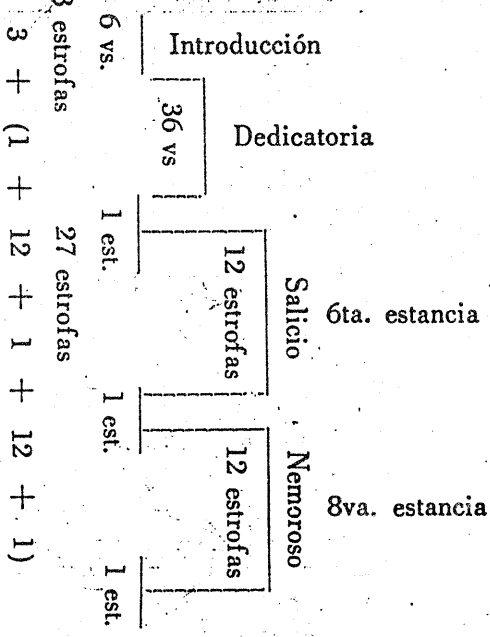 Introducción
6 vs.
Dedicatoria
36 vs
3 estrofas
1 est.
Salicio
12 estrofas
6ta. estancia
27 estrofas
1 est.
Nemoroso
12 estrofas
8va. estancia
1 est.
3 + (1 + 12 + 1 + 12 + 1)